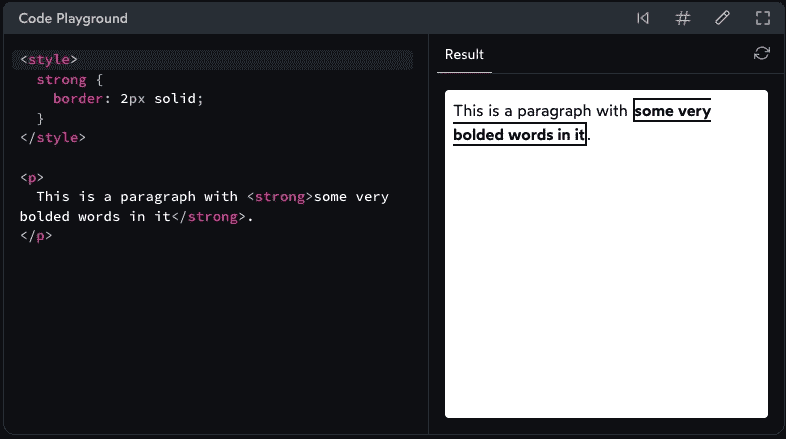 Code Playground
<style>
  strong {
    border: 2px solid;
  }
</style>

<p>
  This is a paragraph with <strong>some very
bolded words in it</strong>.
</p>
Result
This is a paragraph with some very
bolded words in it.